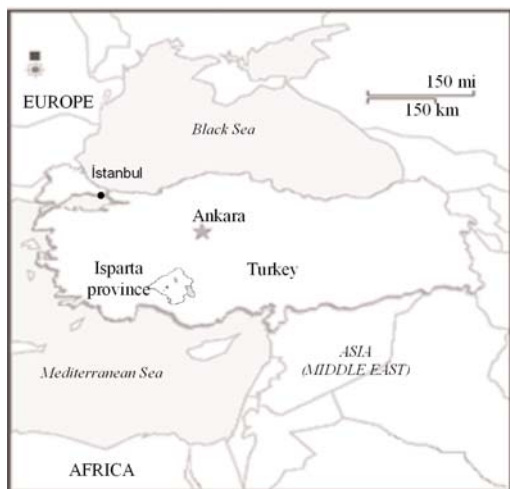 150 mi
150 km
EUROPE
Black Sea
İstanbul
Ankara
Isparta
province
Turkey
ASIA
(MIDDLE EAST)
Mediterranean Sea
AFRICA